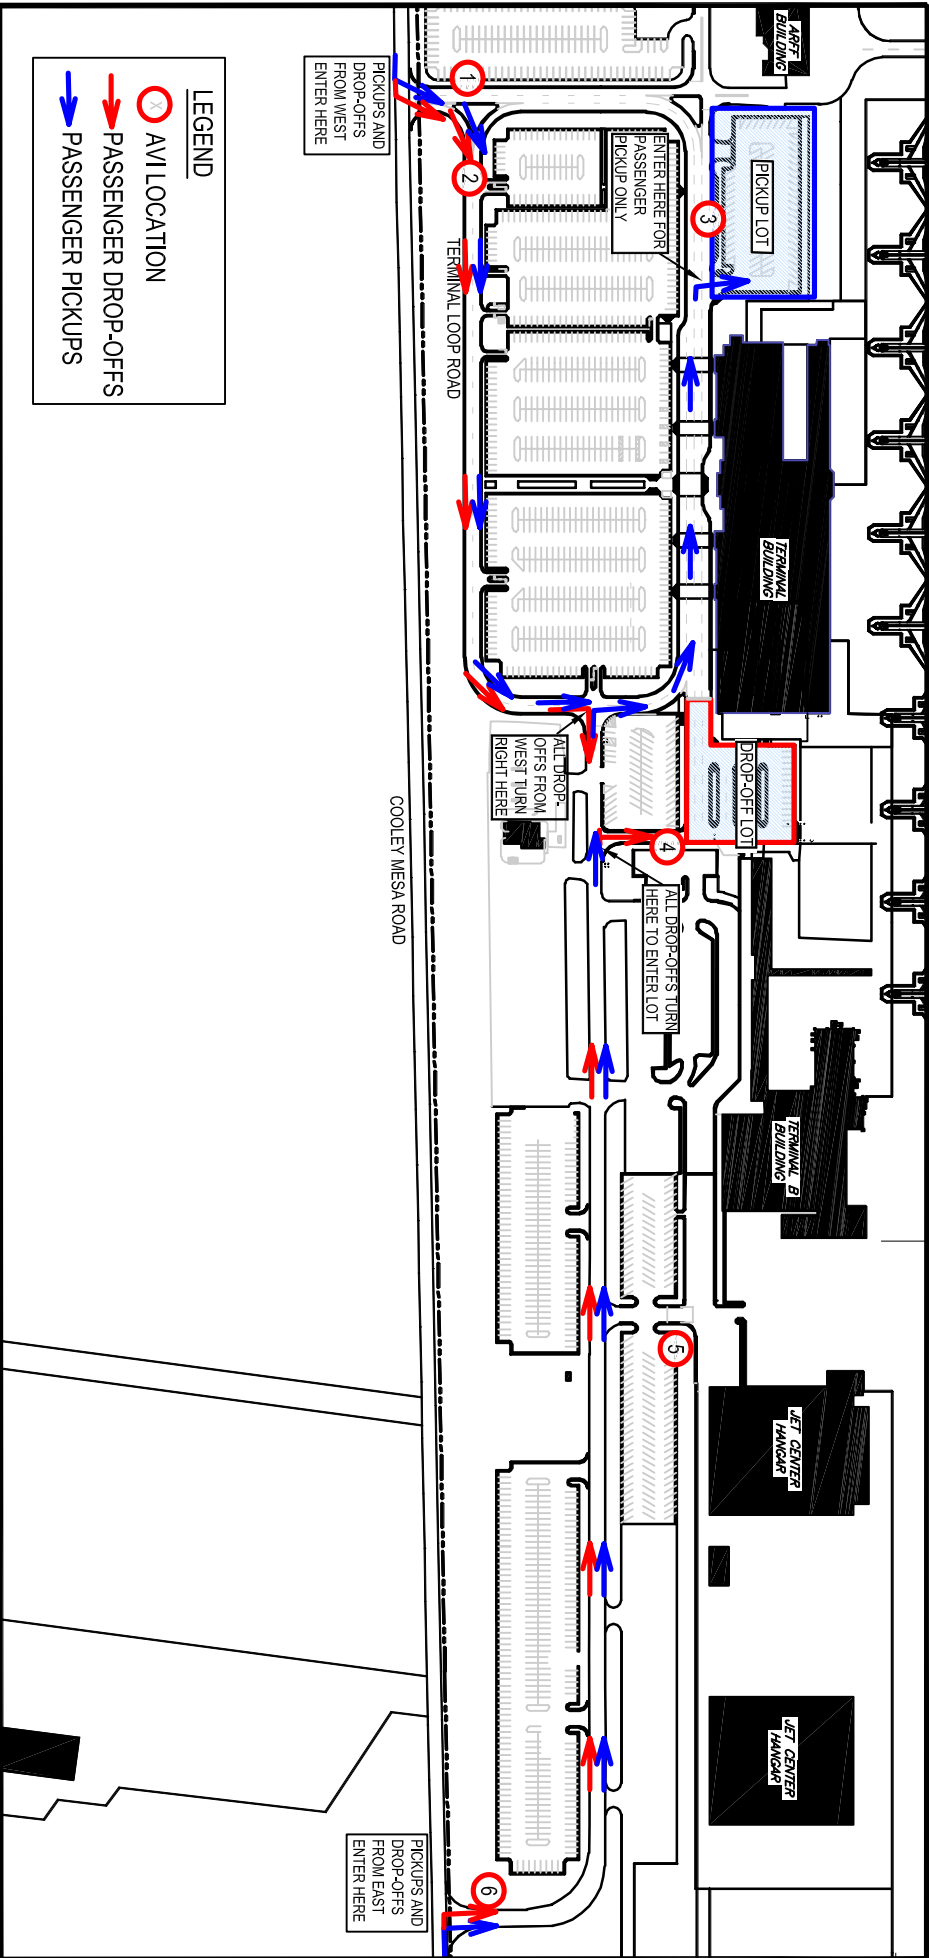 ARFF
BUILDING
PICKUP LOT
ENTER HERE FOR
PASSENGER
PICKUP ONLY
3
1
2
PICKUPS AND
DROP-OFFS
FROM WEST
ENTER HERE
TERMINAL LOOP ROAD
TERMINAL
BUILDING
DROP-OFF LOT
ALL DROP-
OFFS FROM
WEST TURN
RIGHT HERE
4
ALL DROP-OFFS TURN
HERE TO ENTER LOT
COOLEY MESA ROAD
TERMINAL B
BUILDING
5
JET CENTER
HANGAR
JET CENTER
HANGAR
6
PICKUPS AND
DROP-OFFS
FROM EAST
ENTER HERE
LEGEND
X AVI LOCATION
PASSENGER DROP-OFFS
PASSENGER PICKUPS